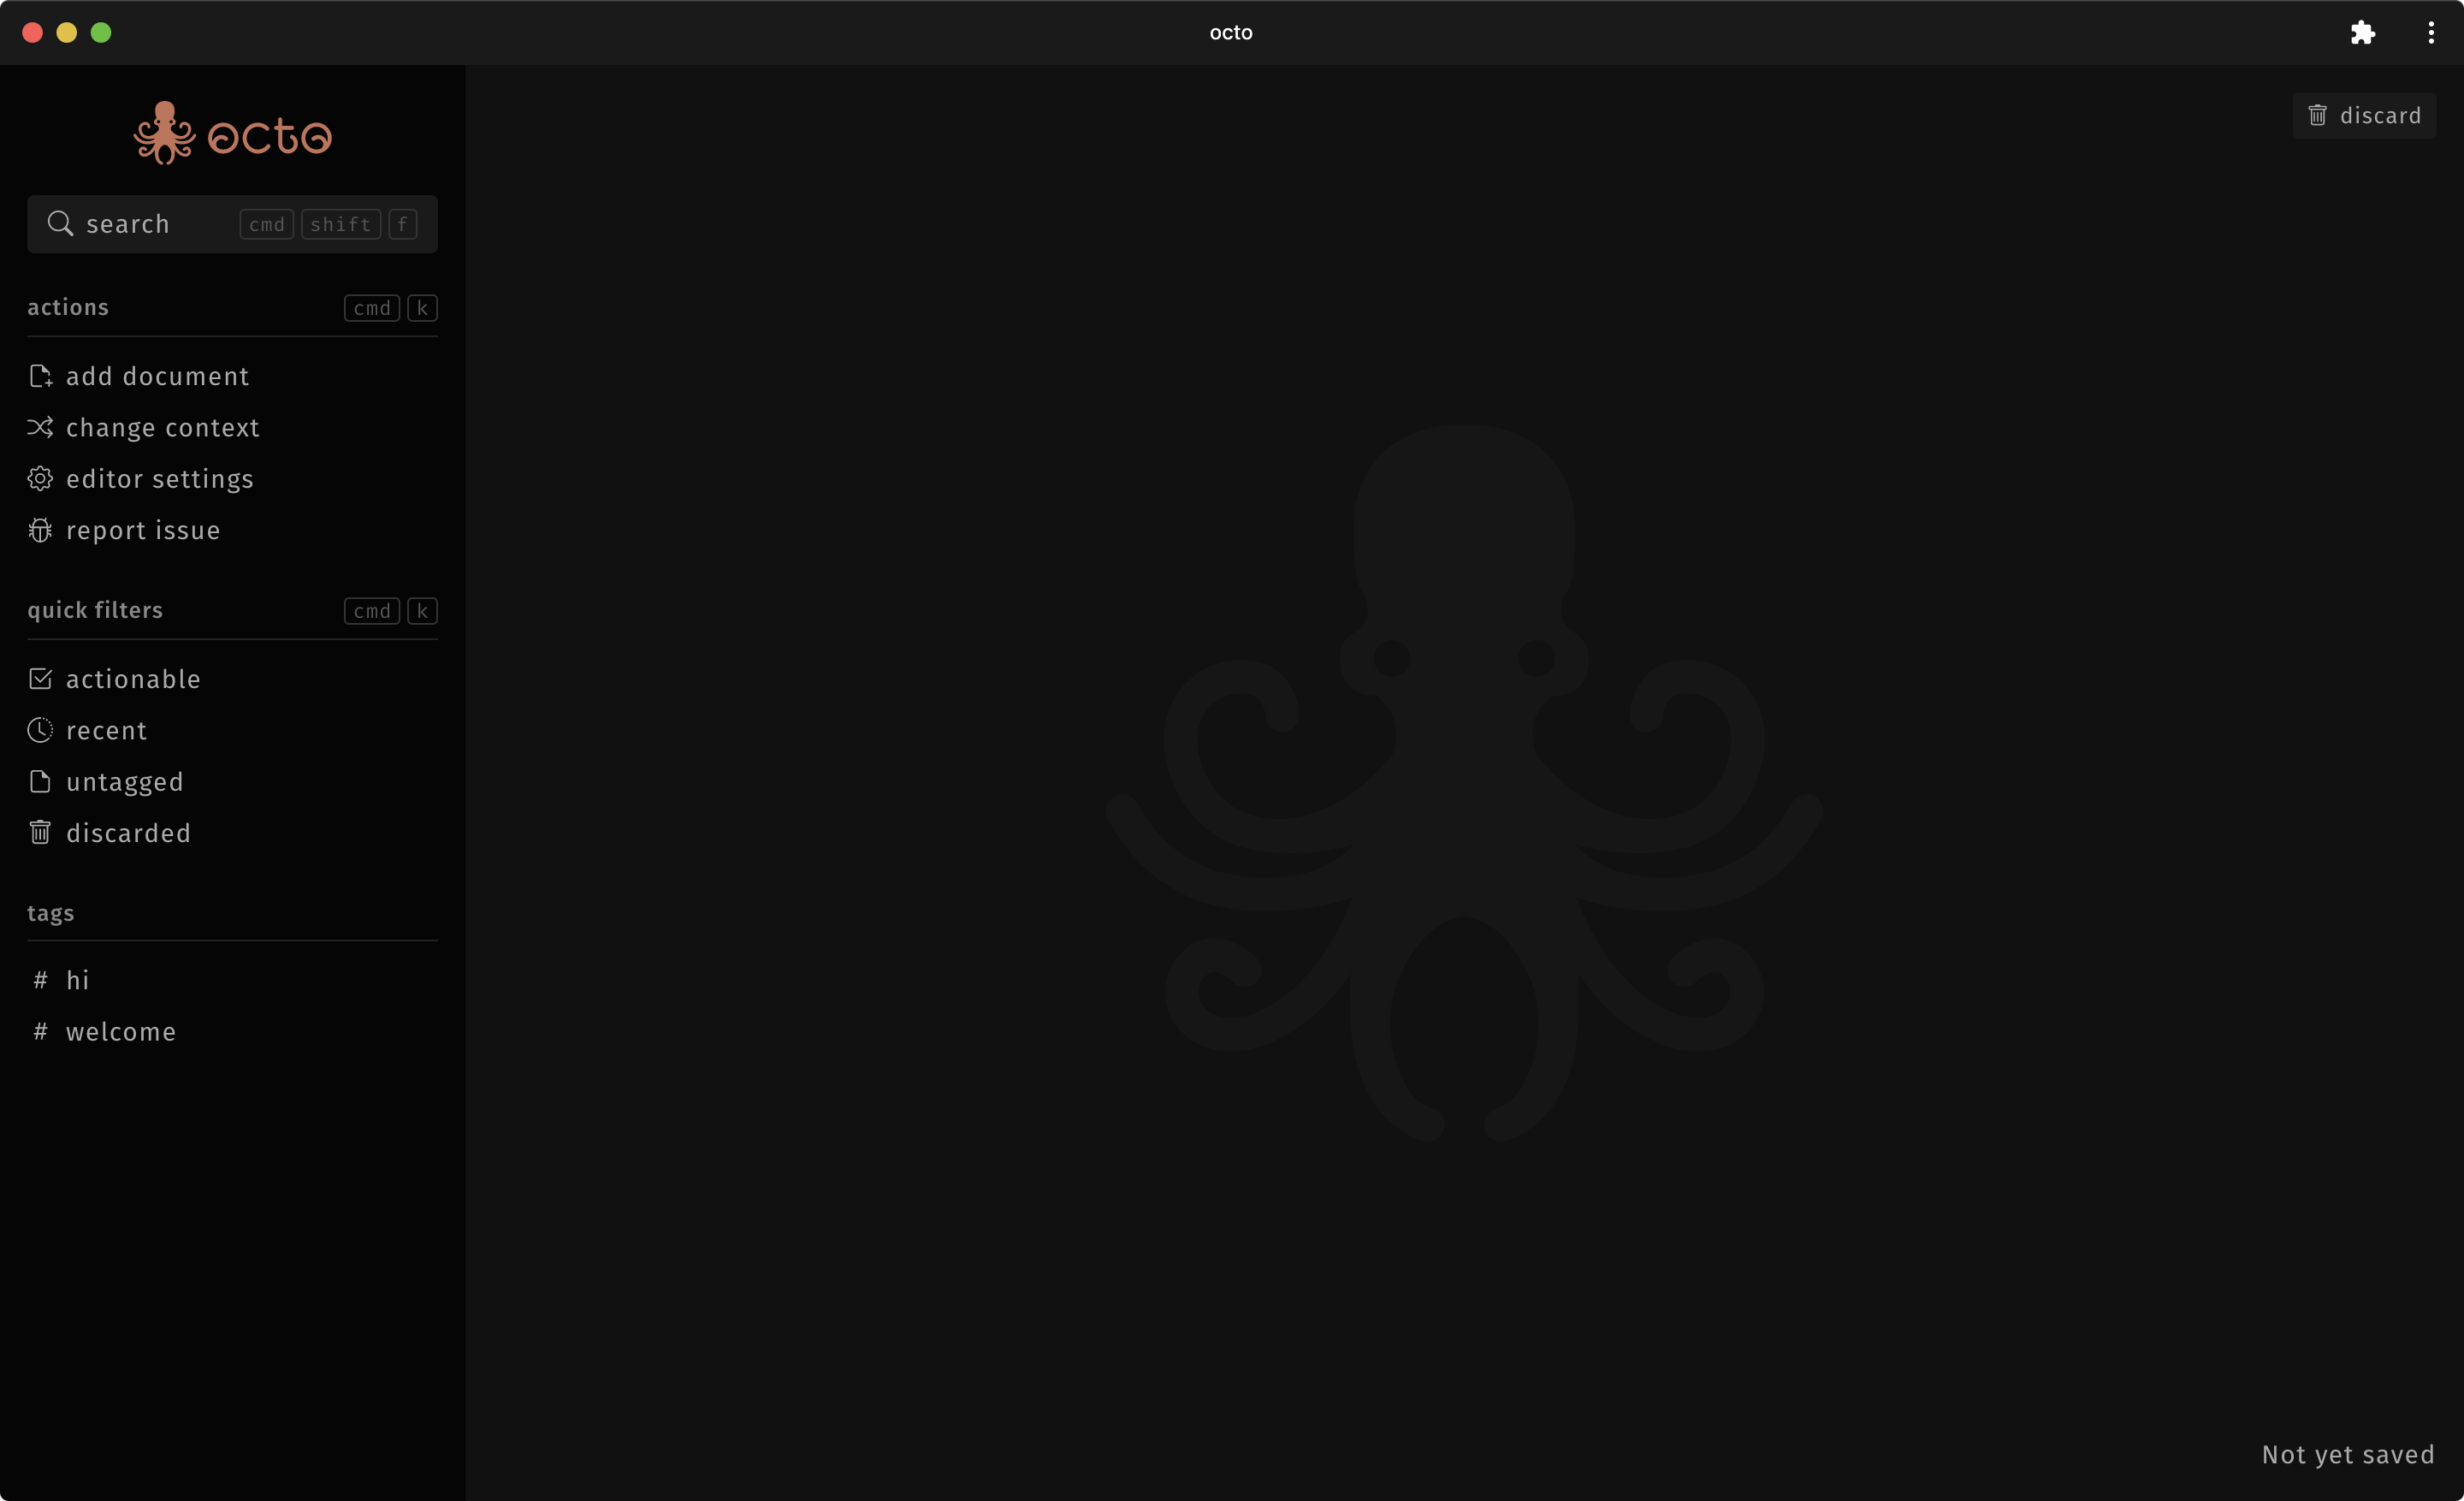 octo
octo
discard
search cmd shift f
actions cmd k
add document
change context
editor settings
report issue
quick filters cmd k
actionable
recent
untagged
discarded
tags
# hi
# welcome
Not yet saved